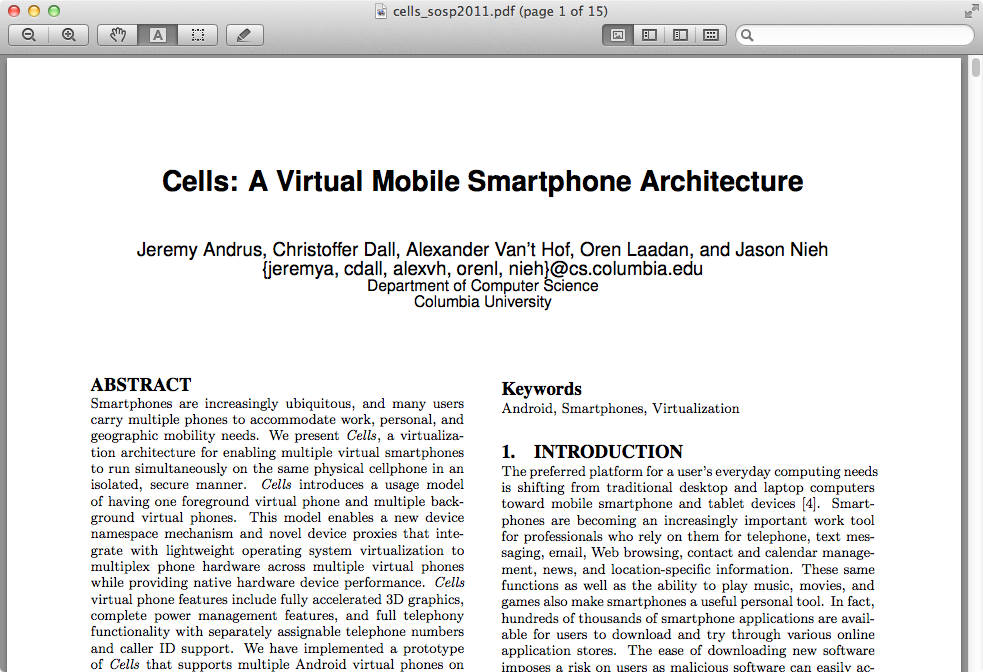 cells_sosp2011.pdf (page 1 of 15)
A
Cells: A Virtual Mobile Smartphone Architecture
Jeremy Andrus, Christoffer Dall, Alexander Van't Hof, Oren Laadan, and Jason Nieh
{jeremya, cdall, alexvh, orenl, nieh}@cs.columbia.edu
Department of Computer Science
Columbia University
ABSTRACT
Smartphones are increasingly ubiquitous, and many users
carry multiple phones to accommodate work, personal, and
geographic mobility needs. We present Cells, a virtualiza-
tion architecture for enabling multiple virtual smartphones
to run simultaneously on the same physical cellphone in an
isolated, secure manner. Cells introduces a usage model
of having one foreground virtual phone and multiple back-
ground virtual phones. This model enables a new device
namespace mechanism and novel device proxies that inte-
grate with lightweight operating system virtualization to
multiplex phone hardware across multiple virtual phones
while providing native hardware device performance. Cells
virtual phone features include fully accelerated 3D graphics,
complete power management features, and full telephony
functionality with separately assignable telephone numbers
and caller ID support. We have implemented a prototype
of Cells that supports multiple Android virtual phones on
Keywords
Android, Smartphones, Virtualization
1. INTRODUCTION
The preferred platform for a user's everyday computing needs
is shifting from traditional desktop and laptop computers
toward mobile smartphone and tablet devices [4]. Smart-
phones are becoming an increasingly important work tool
for professionals who rely on them for telephone, text mes-
saging, email, Web browsing, contact and calendar manage-
ment, news, and location-specific information. These same
functions as well as the ability to play music, movies, and
games also make smartphones a useful personal tool. In fact,
hundreds of thousands of smartphone applications are avail-
able for users to download and try through various online
application stores. The ease of downloading new software
imposes a risk on users as malicious software can easily ac-